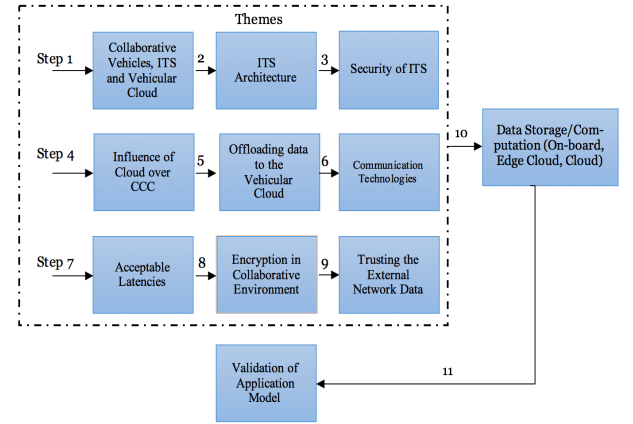 Themes
Step 1
Collaborative
Vehicles, ITS
and Vehicular
Cloud
2
ITS
Architecture
3
Security of ITS
Step 4
Influence of
Cloud over
CCC
5
Offloading data
to the
Vehicular
Cloud
6
Communication
Technologies
Step 7
Acceptable
Latencies
8
Encryption in
Collaborative
Environment
9
Trusting the
External
Network Data
10
Data Storage/Com-
putation (On-board,
Edge Cloud, Cloud)
11
Validation of
Application
Model